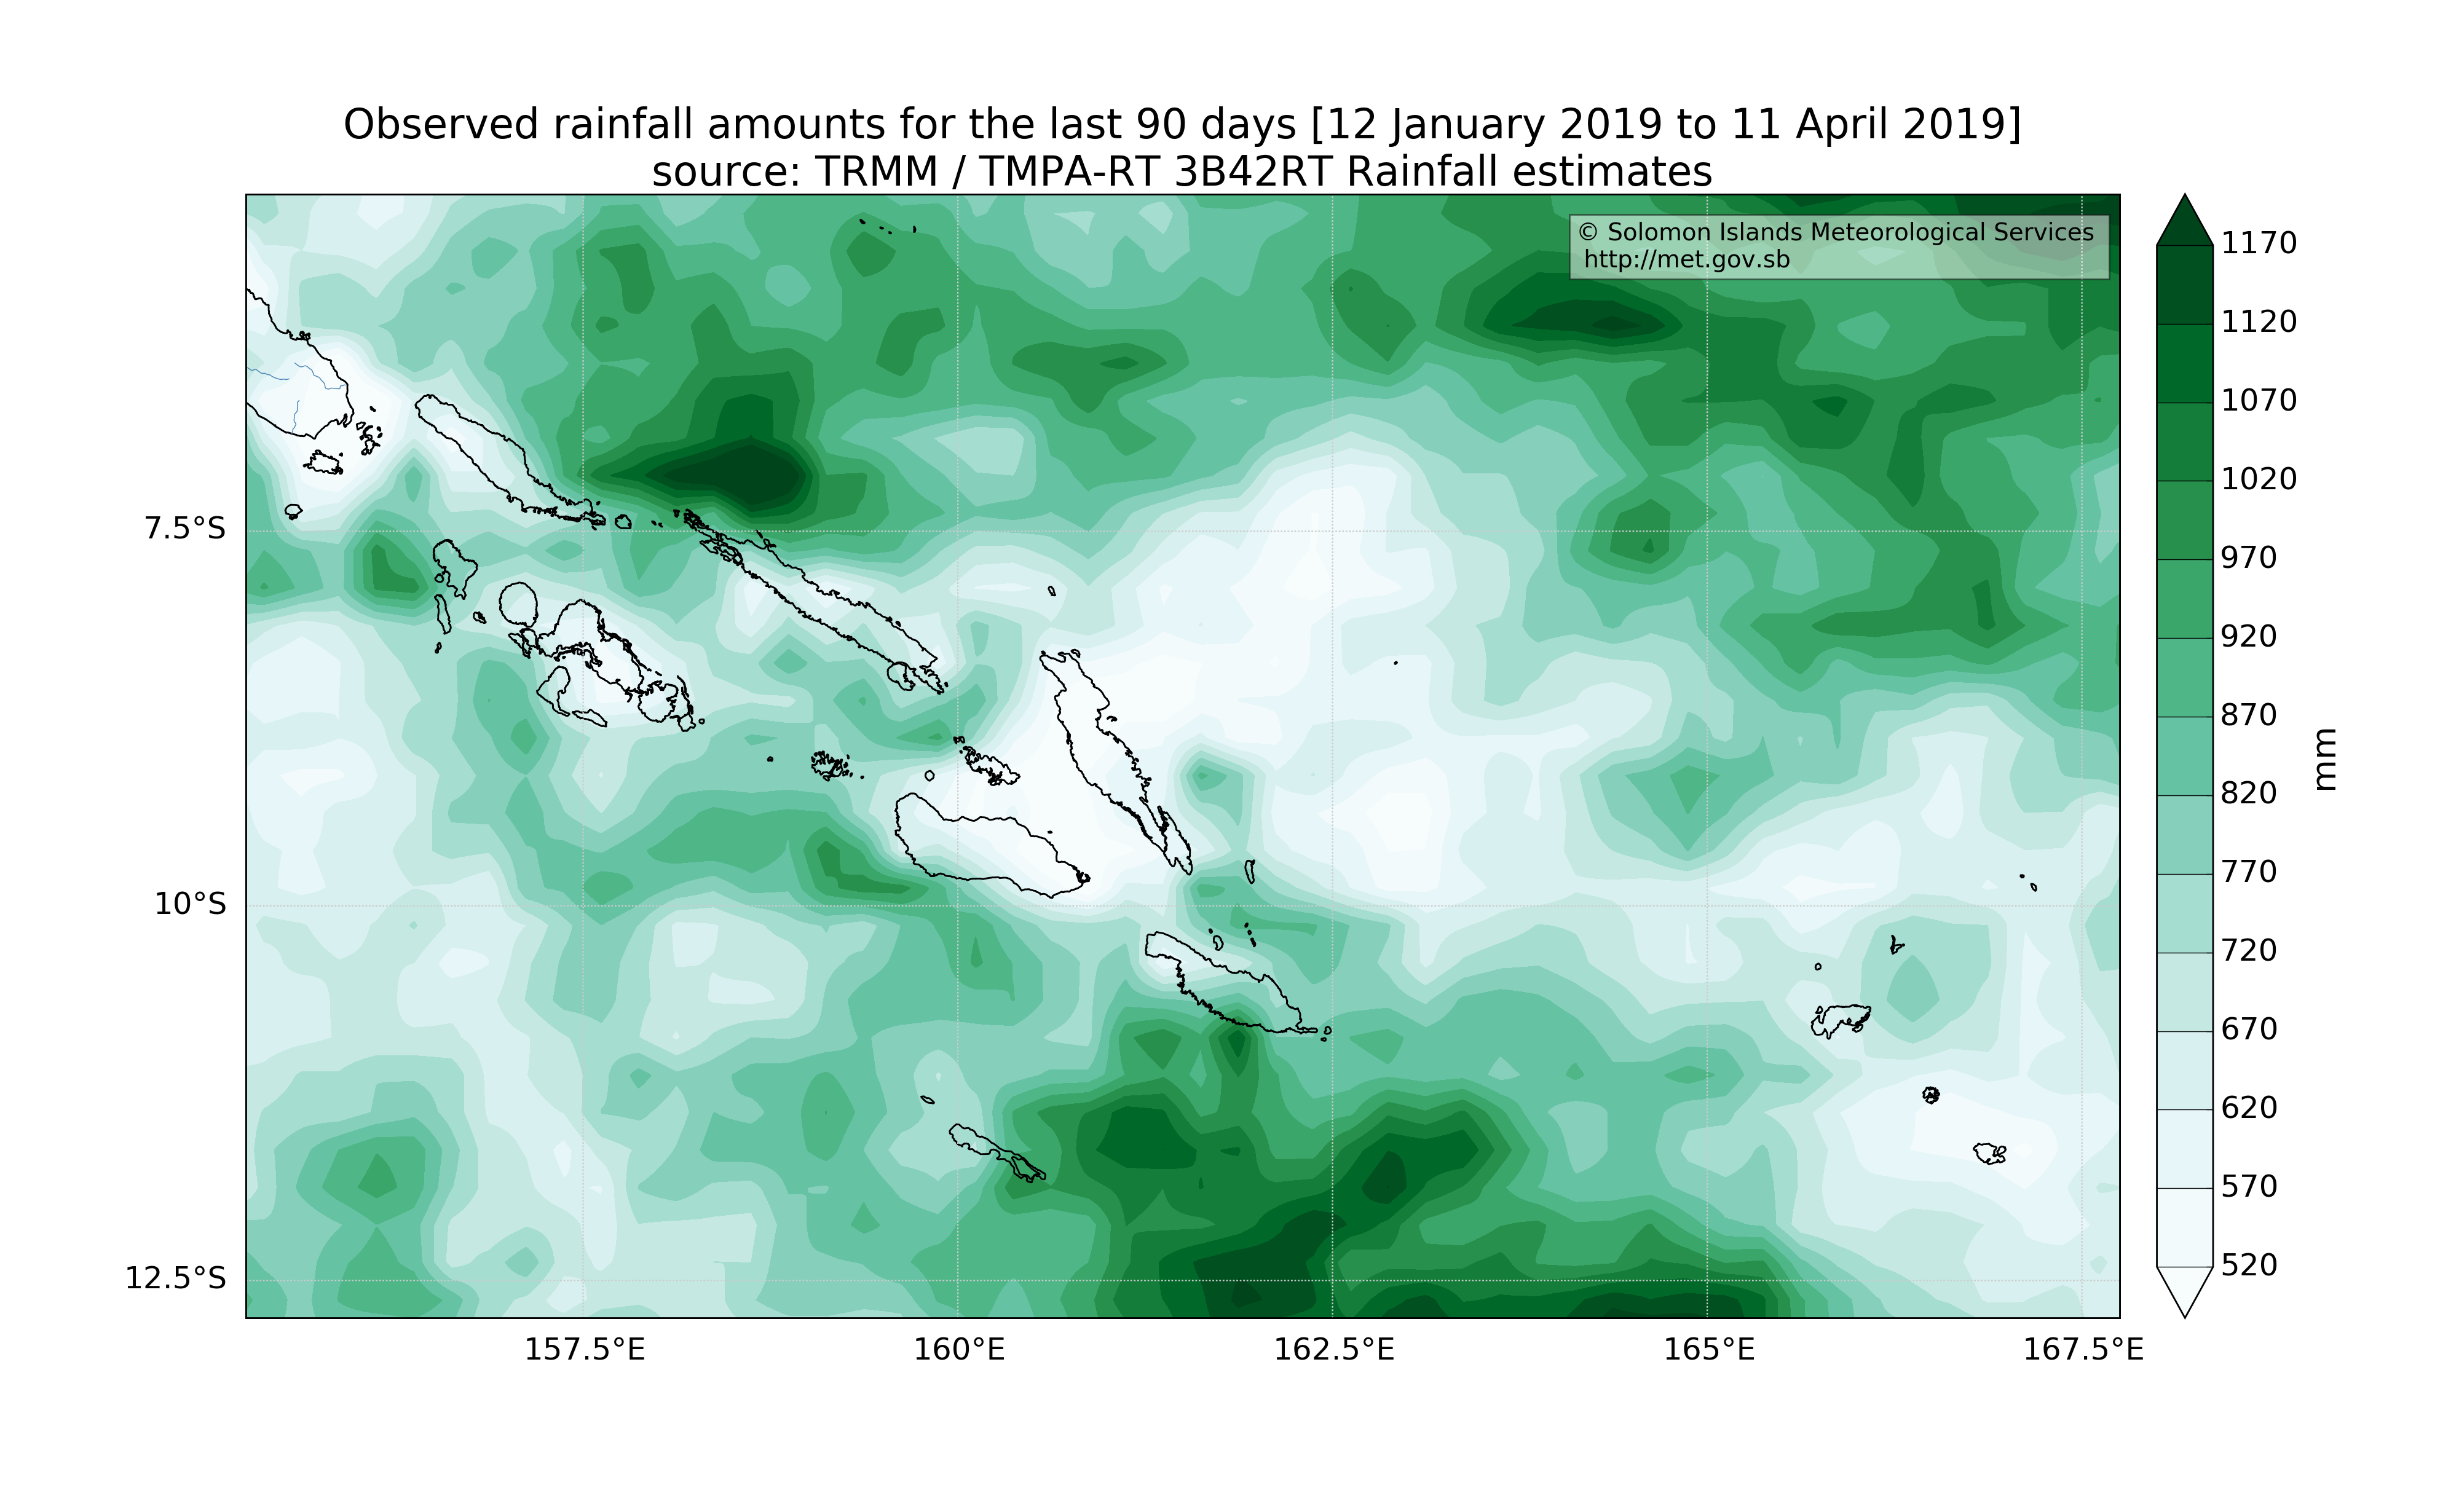 Observed rainfall amounts for the last 90 days [12 January 2019 to 11 April 2019]
source: TRMM / TMPA-RT 3B42RT Rainfall estimates
© Solomon Islands Meteorological Services
http://met.gov.sb
7.5°S
10°S
12.5°S
157.5°E
160°E
162.5°E
165°E
167.5°E
1170
1120
1070
1020
970
920
870
820
770
720
670
620
570
520
mm